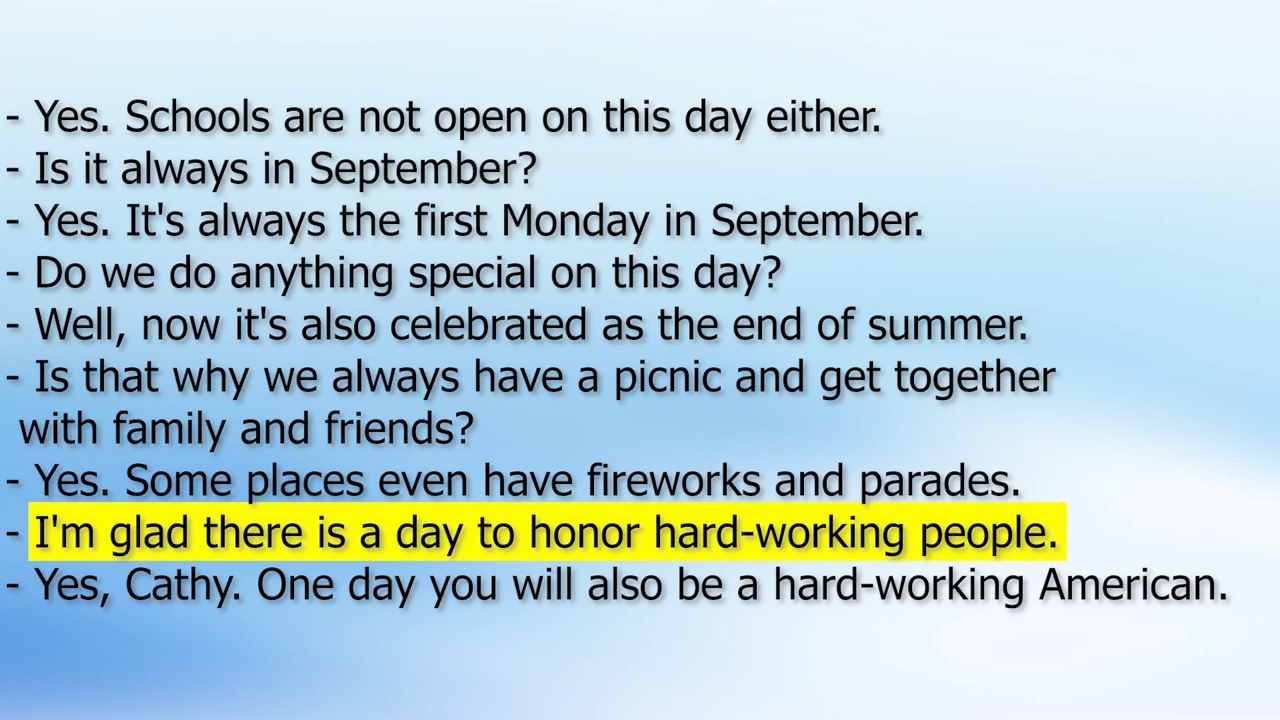 - Yes. Schools are not open on this day either.
- Is it always in September?
- Yes. It's always the first Monday in September.
- Do we do anything special on this day?
- Well, now it's also celebrated as the end of summer.
- Is that why we always have a picnic and get together
with family and friends?
- Yes. Some places even have fireworks and parades.
- I'm glad there is a day to honor hard-working people.
- Yes, Cathy. One day you will also be a hard-working American.